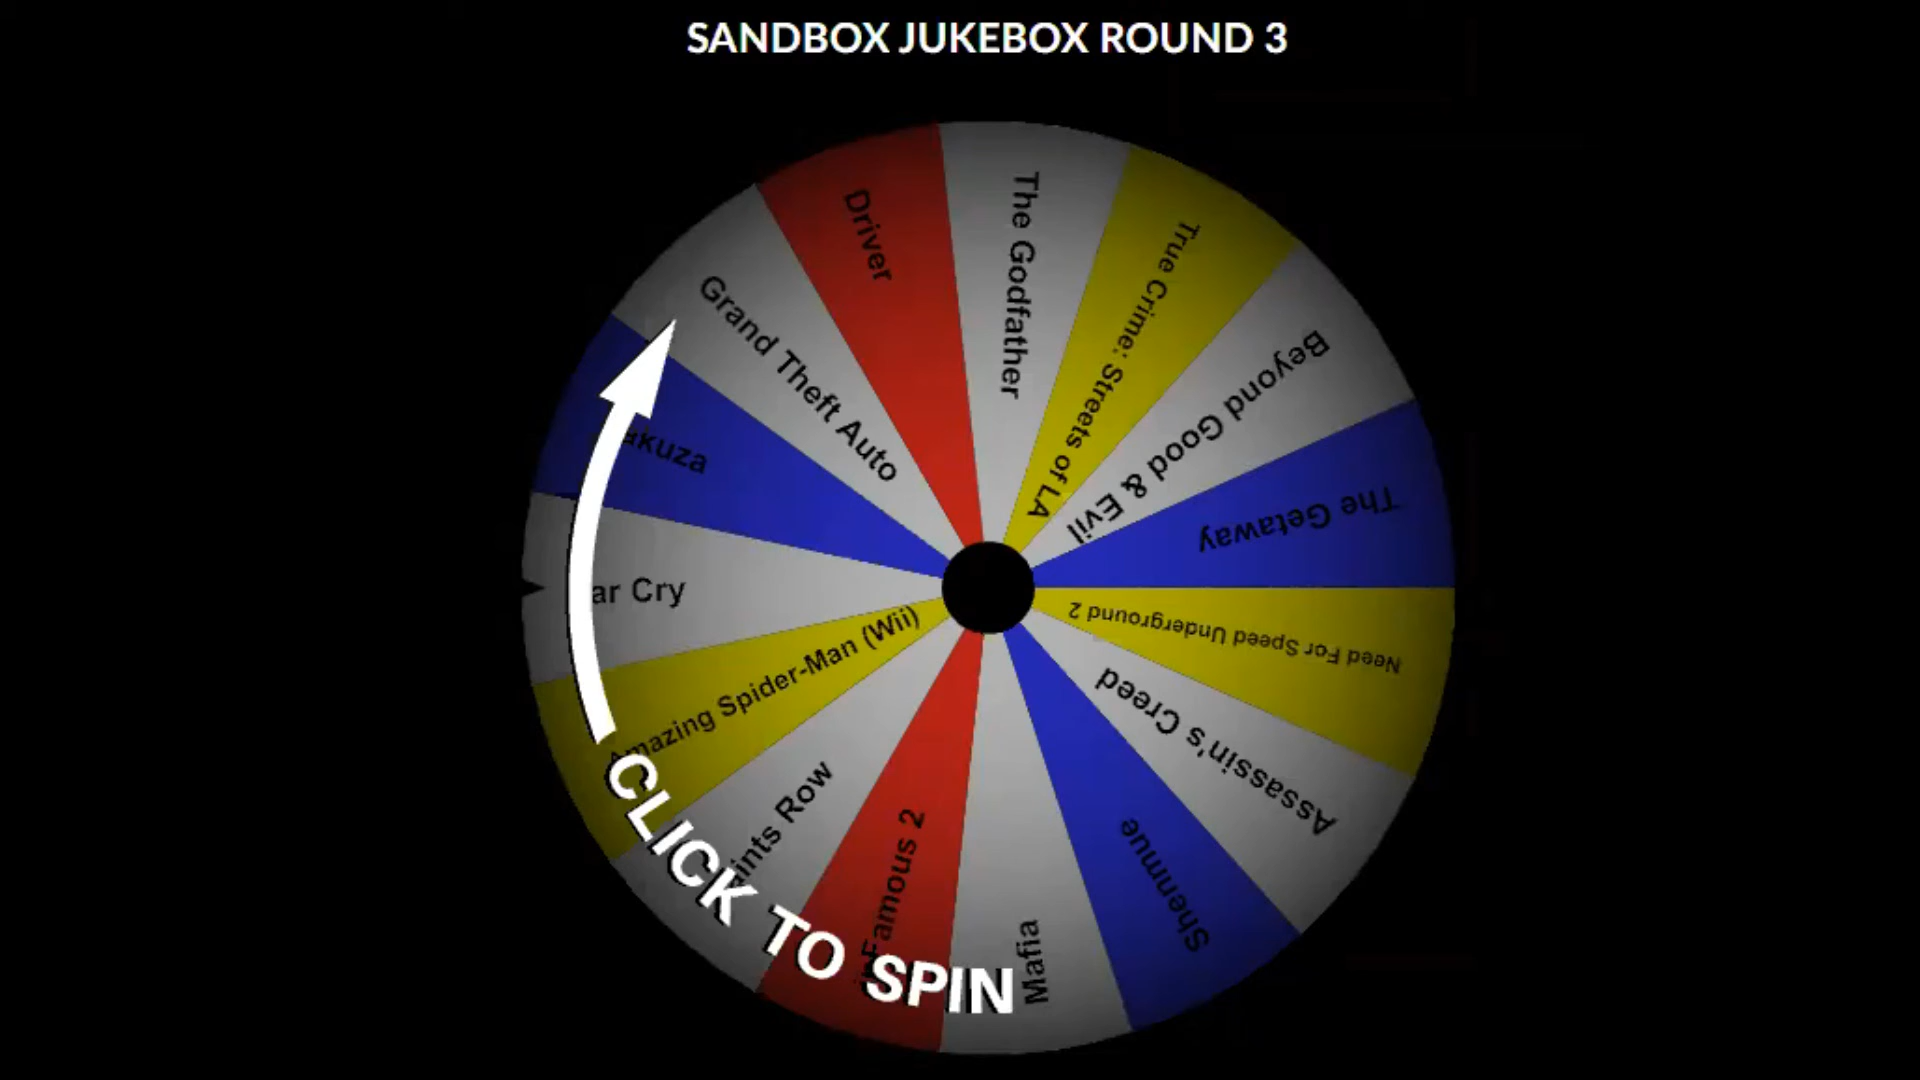 SANDBOX JUKEBOX ROUND 3
Driver
The Godfather
True Crime: Streets of LA
Beyond Good & Evil
The Getaway
Need For Speed Underground 2
Assassin's Creed
Shenmue
Mafia
inFamous 2
ints Row
mazing Spider-Man (Wii)
ar Cry
akuza
Grand Theft Auto
CLICK TO SPIN